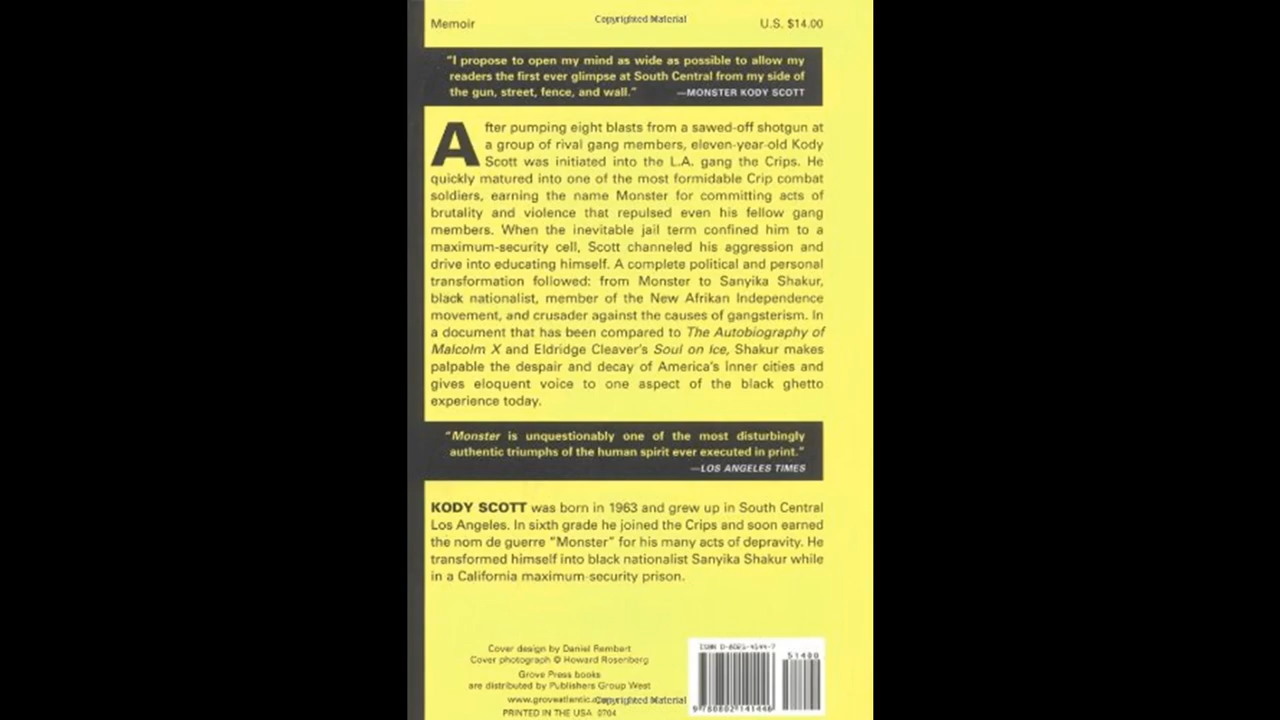 Copyrighted Material
Memoir
U.S. $14.00
"I propose to open my mind as wide as possible to allow my
readers the first ever glimpse at South Central from my side of
the gun, street, fence, and wall."
—MONSTER KODY SCOTT
After pumping eight blasts from a sawed-off shotgun at
a group of rival gang members, eleven-year-old Kody
Scott was initiated into the L.A. gang the Crips. He
quickly matured into one of the most formidable Crip combat
soldiers, earning the name Monster for committing acts of
brutality and violence that repulsed even his fellow gang
members. When the inevitable jail term confined him to a
maximum-security cell, Scott channeled his aggression and
drive into educating himself. A complete political and personal
transformation followed: from Monster to Sanyika Shakur,
black nationalist, member of the New Afrikan Independence
movement, and crusader against the causes of gangsterism. In
a document that has been compared to The Autobiography of
Malcolm X and Eldridge Cleaver's Soul on Ice, Shakur makes
palpable the despair and decay of America's inner cities and
gives eloquent voice to one aspect of the black ghetto
experience today.
"Monster is unquestionably one of the most disturbingly
authentic triumphs of the human spirit ever executed in print."
—LOS ANGELES TIMES
KODY SCOTT was born in 1963 and grew up in South Central
Los Angeles. In sixth grade he joined the Crips and soon earned
the nom de guerre "Monster" for his many acts of depravity. He
transformed himself into black nationalist Sanyika Shakur while
in a California maximum-security prison.
Cover design by Daniel Rembert
Cover photograph © Howard Rosenberg
Grove Press books
are distributed by Publishers Group West
Copyrighted Material
PRINTED IN THE USA 0704
ISBN 0-8021-4144-7
51400
9 780802 141446